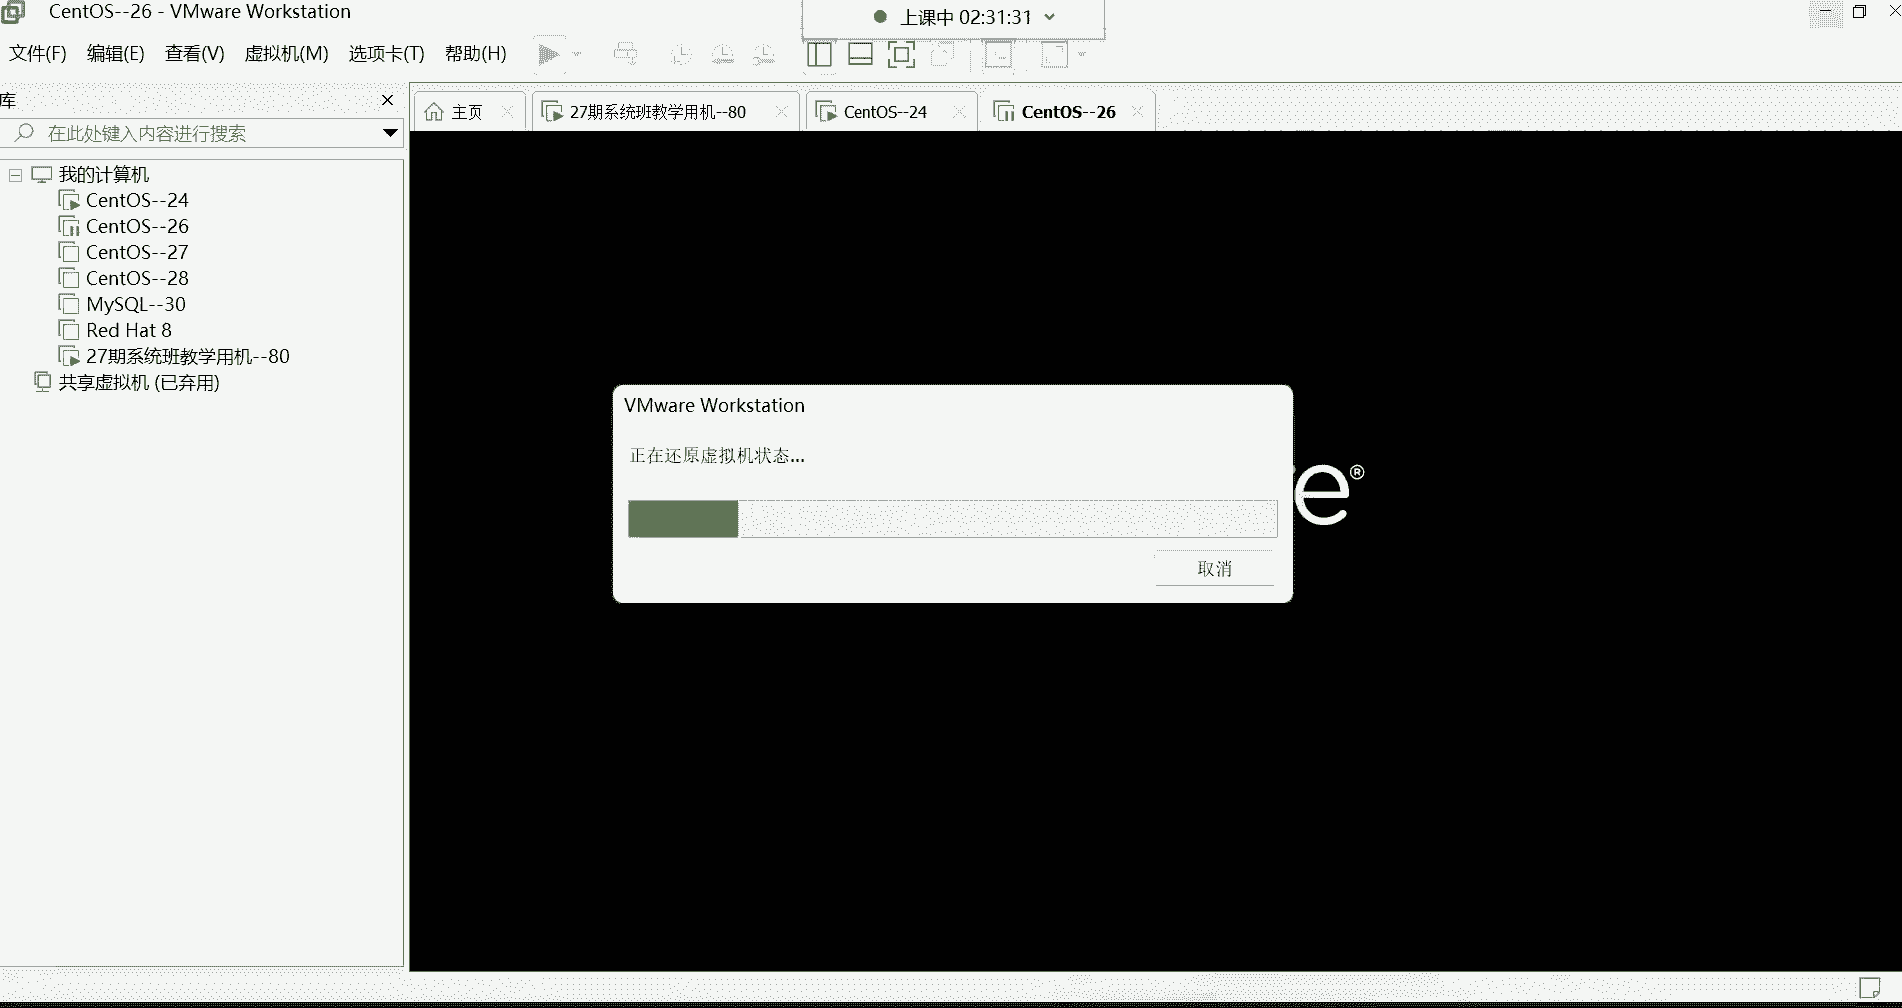 CentOS--26 - VMware Workstation
上课中 02:31:31
文件(F) 编辑(E) 查看(V) 虚拟机(M) 选项卡(T) 帮助(H)
库
在此处键入内容进行搜索
我的计算机
CentOS--24
CentOS--26
CentOS--27
CentOS--28
MySQL--30
Red Hat 8
27期系统班教学用机--80
共享虚拟机 (已弃用)
主页
27期系统班教学用机--80
CentOS--24
CentOS--26
VMware Workstation
正在还原虚拟机状态...
取消
e®